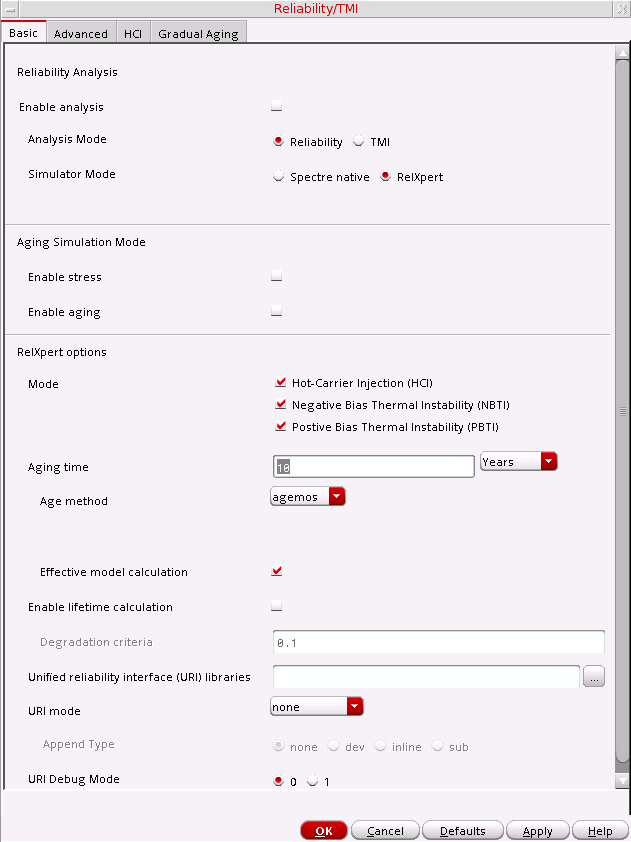 Reliability/TMI
Basic Advanced HCI Gradual Aging
Reliability Analysis
Enable analysis
Analysis Mode Reliability TMI
Simulator Mode Spectre native RelXpert
Aging Simulation Mode
Enable stress
Enable aging
RelXpert options
Mode Hot-Carrier Injection (HCI)
Negative Bias Thermal Instability (NBTI)
Postive Bias Thermal Instability (PBTI)
Aging time 10 Years
Age method agemos
Effective model calculation
Enable lifetime calculation
Degradation criteria 0.1
Unified reliability interface (URI) libraries ...
URI mode none
Append Type none dev inline sub
URI Debug Mode 0 1
OK Cancel Defaults Apply Help